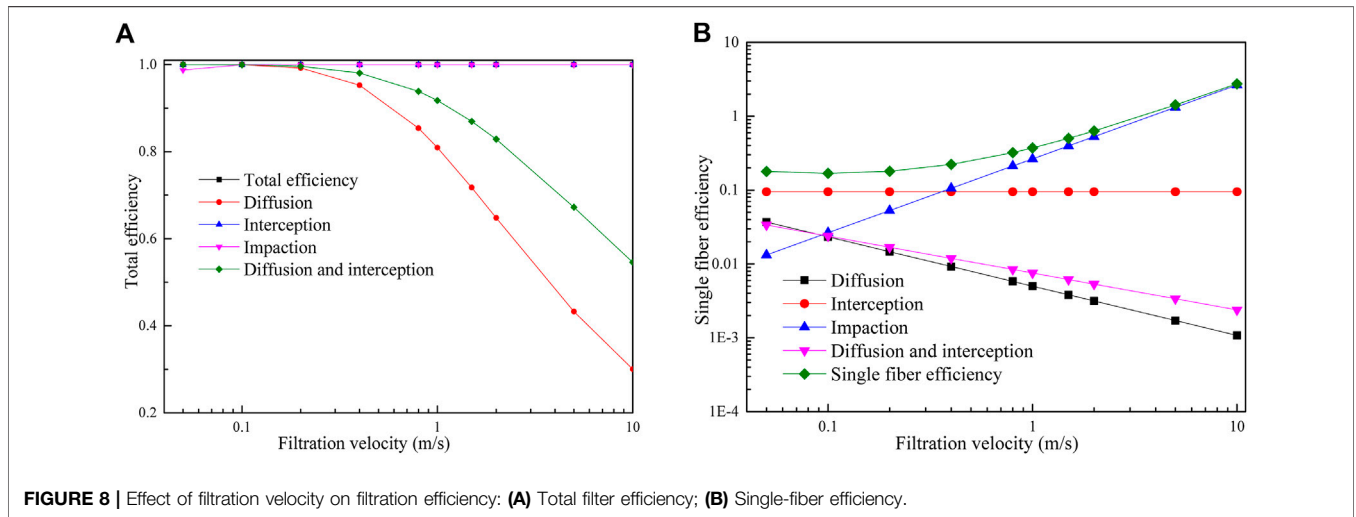 A
Total efficiency
1.0
0.8
0.6
0.4
0.2
Total efficiency
Diffusion
Interception
Impaction
Diffusion and interception
0.1
1
10
Filtration velocity (m/s)
B
Single fiber efficiency
10
1
0.1
0.01
1E-3
1E-4
Diffusion
Interception
Impaction
Diffusion and interception
Single fiber efficiency
0.1
1
10
Filtration velocity (m/s)
FIGURE 8 | Effect of filtration velocity on filtration efficiency: (A) Total filter efficiency; (B) Single-fiber efficiency.